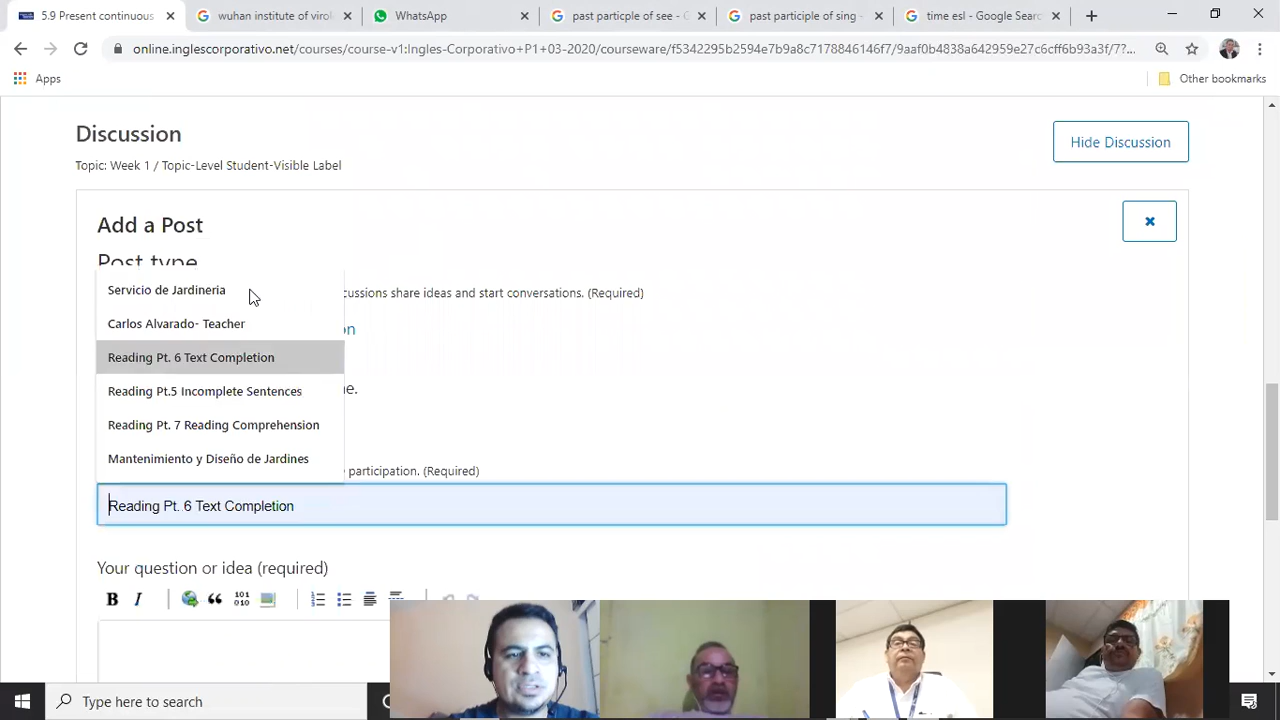 5.9 Present continuous
wuhan institute of virol
WhatsApp
past particple of see - G
past participle of sing -
time esl - Google Sear
online.inglescorporativo.net/courses/course-v1:Ingles-Corporativo+P1+03-2020/courseware/f5342295b2594e7b9a8c7178846146f7/9aaf0b4838a642959e27c6cff6b93a3f/7?...
Apps
Other bookmarks
Discussion
Hide Discussion
Topic: Week 1 / Topic-Level Student-Visible Label
Add a Post
Post type
Servicio de Jardineria
cussions share ideas and start conversations. (Required)
Carlos Alvarado- Teacher
on
Reading Pt. 6 Text Completion
Reading Pt.5 Incomplete Sentences
e.
Reading Pt. 7 Reading Comprehension
Mantenimiento y Diseño de Jardines
participation. (Required)
Reading Pt. 6 Text Completion
Your question or idea (required)
B I 101 010
Type here to search